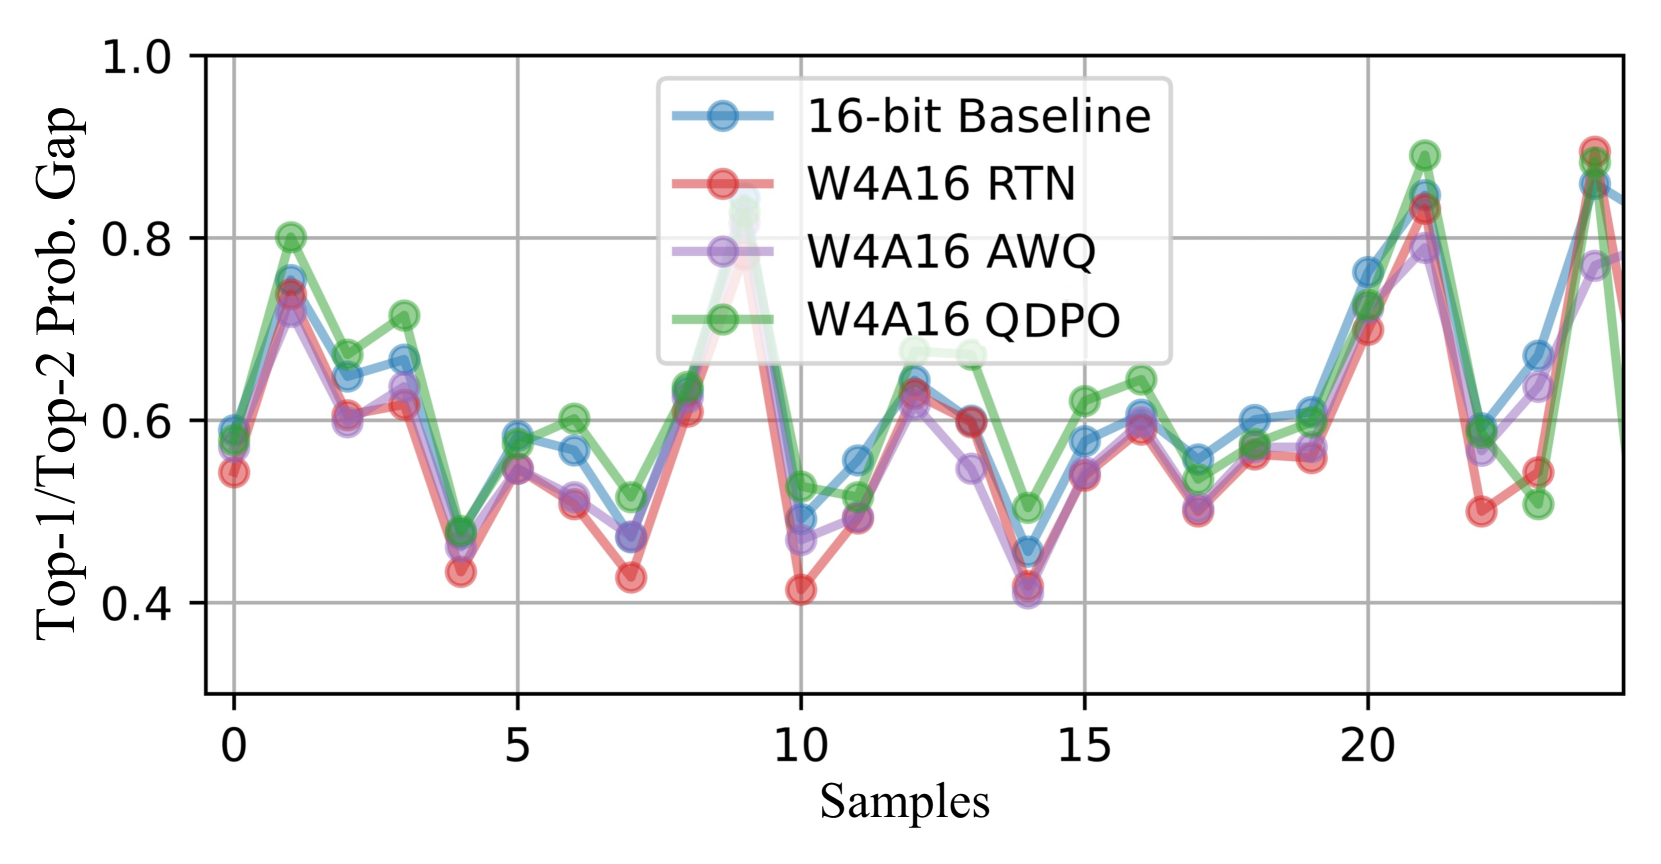 Top-1/Top-2 Prob. Gap
1.0
0.8
0.6
0.4
16-bit Baseline
W4A16 RTN
W4A16 AWQ
W4A16 QDPO
0 5 10 15 20
Samples